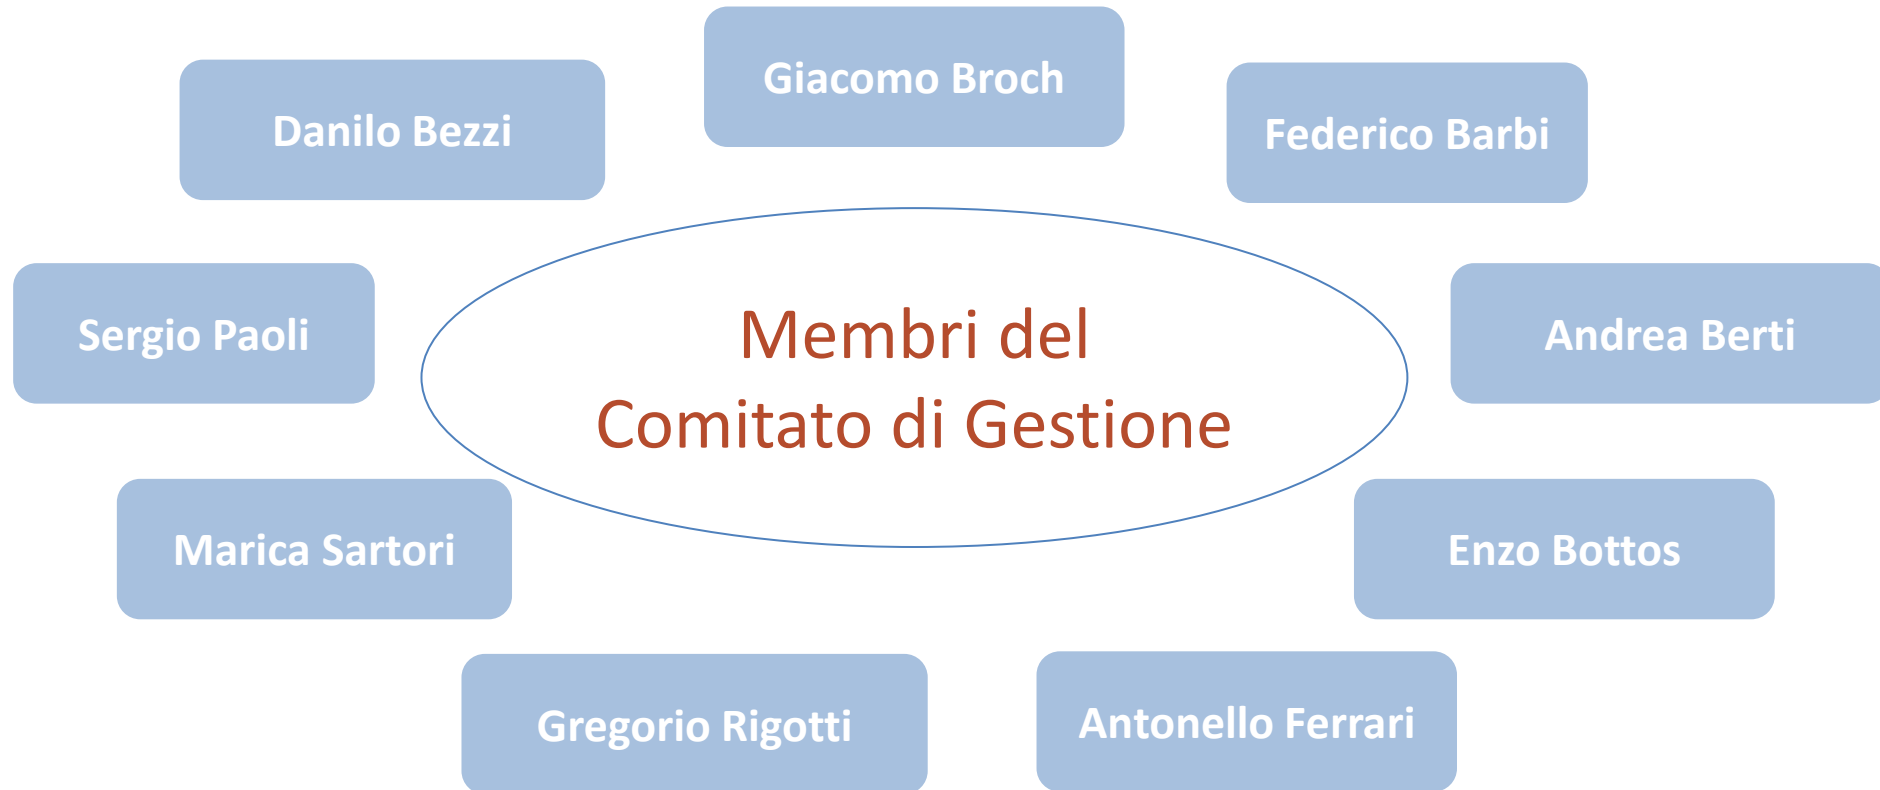 Giacomo Broch
Danilo Bezzi
Federico Barbi
Sergio Paoli
Membri del
Comitato di Gestione
Andrea Berti
Marica Sartori
Enzo Bottos
Gregorio Rigotti
Antonello Ferrari